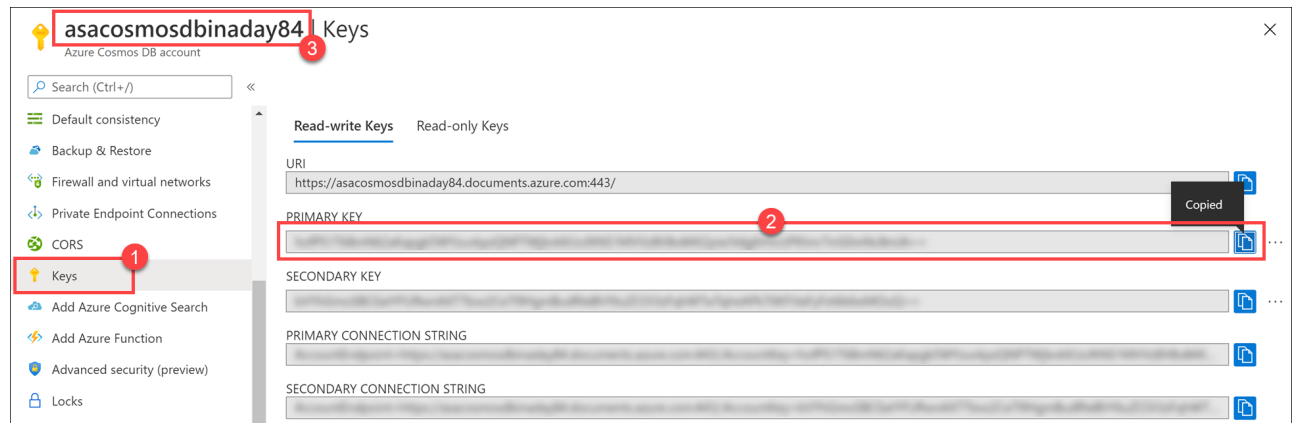 asacosmosdbinaday84 | Keys
3
Azure Cosmos DB account
Search (Ctrl+/)
«
Default consistency
Backup & Restore
Firewall and virtual networks
Private Endpoint Connections
CORS
1
Keys
Add Azure Cognitive Search
Add Azure Function
Advanced security (preview)
Locks
Read-write Keys Read-only Keys
URI
https://asacosmosdbinaday84.documents.azure.com:443/
Copied
PRIMARY KEY
2
SECONDARY KEY
PRIMARY CONNECTION STRING
SECONDARY CONNECTION STRING